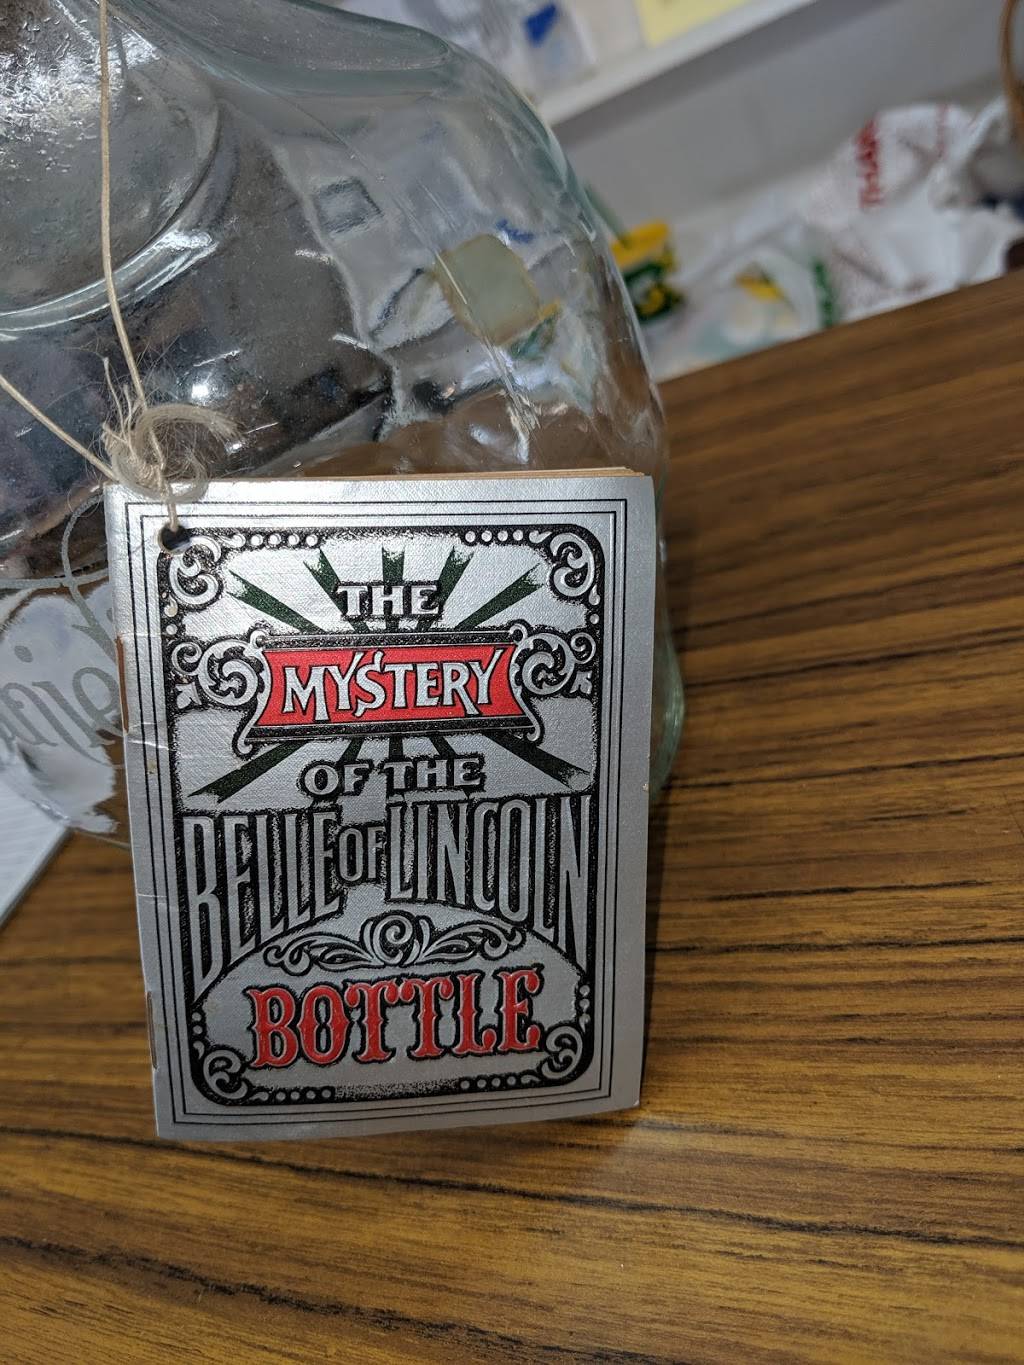 THE
MYSTERY
OF THE
BELLE OF LINCOLN
BOTTLE